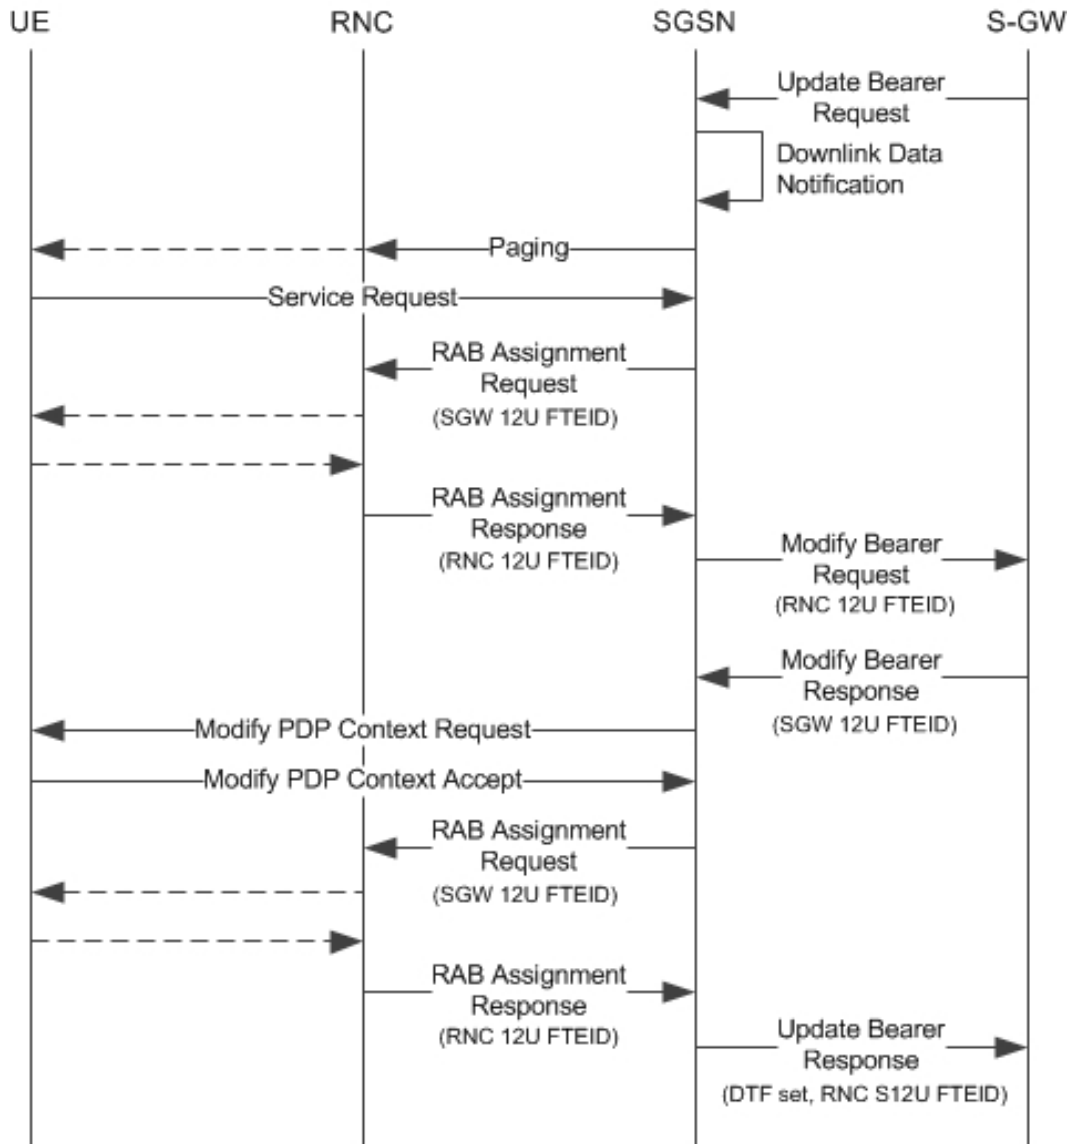 UE RNC SGSN S-GW
Update Bearer
Request
Downlink Data
Notification
Paging
Service Request
RAB Assignment
Request
(SGW 12U FTEID)
RAB Assignment
Response
(RNC 12U FTEID)
Modify Bearer
Request
(RNC 12U FTEID)
Modify Bearer
Response
(SGW 12U FTEID)
Modify PDP Context Request
Modify PDP Context Accept
RAB Assignment
Request
(SGW 12U FTEID)
RAB Assignment
Response
(RNC 12U FTEID)
Update Bearer
Response
(DTF set, RNC S12U FTEID)